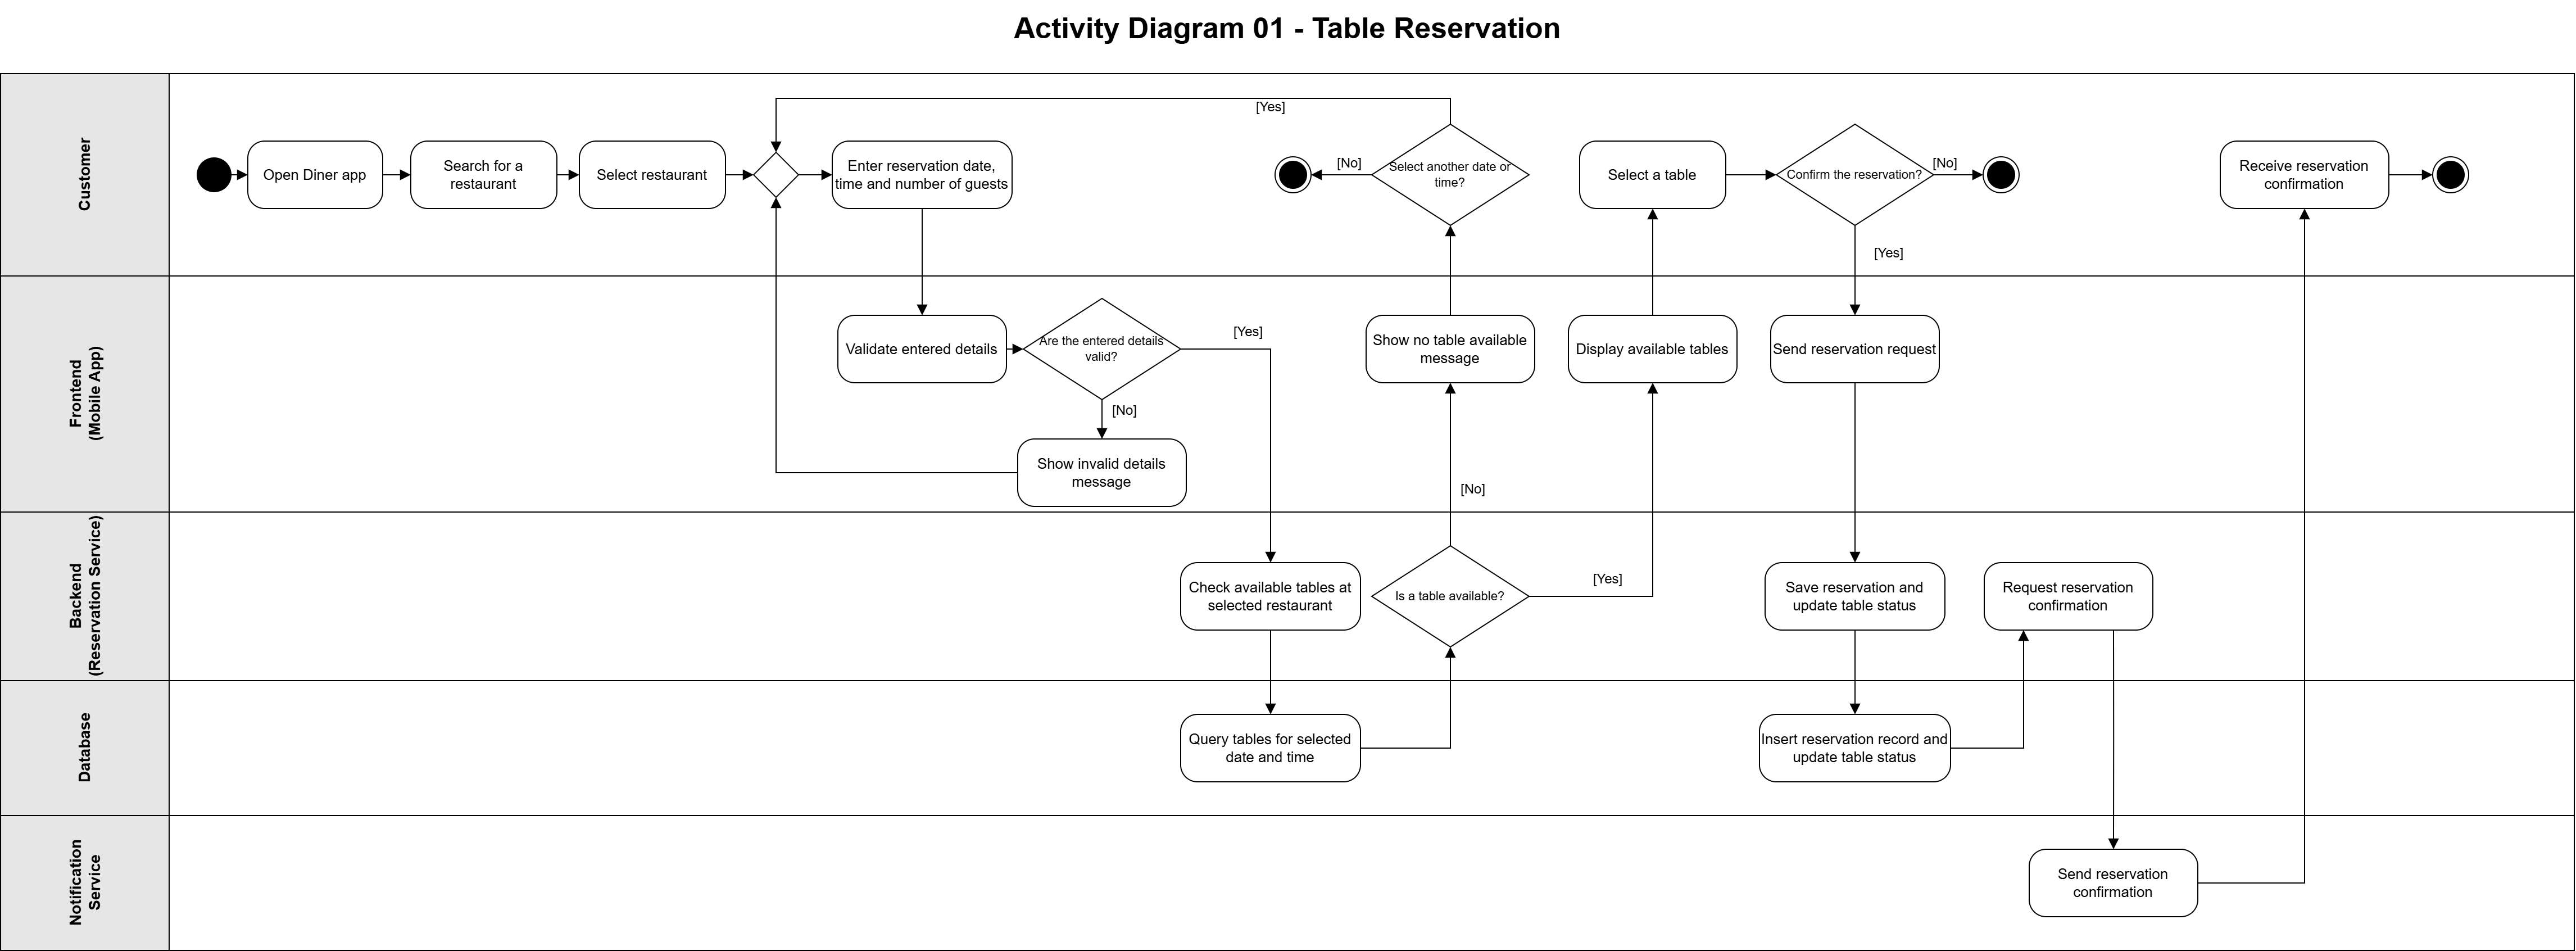 Activity Diagram 01 - Table Reservation
Customer
Open Diner app
Search for a
restaurant
Select restaurant
Enter reservation date,
time and number of guests
[Yes]
[No]
Select another date or
time?
Select a table
Confirm the reservation?
[No]
[Yes]
Receive reservation
confirmation
Frontend
(Mobile App)
Validate entered details
Are the entered details
valid?
[Yes]
[No]
Show invalid details
message
Show no table available
message
[No]
Display available tables
Send reservation request
Backend
(Reservation Service)
Check available tables at
selected restaurant
Is a table available?
[Yes]
Save reservation and
update table status
Request reservation
confirmation
Database
Query tables for selected
date and time
Insert reservation record and
update table status
Notification
Service
Send reservation
confirmation